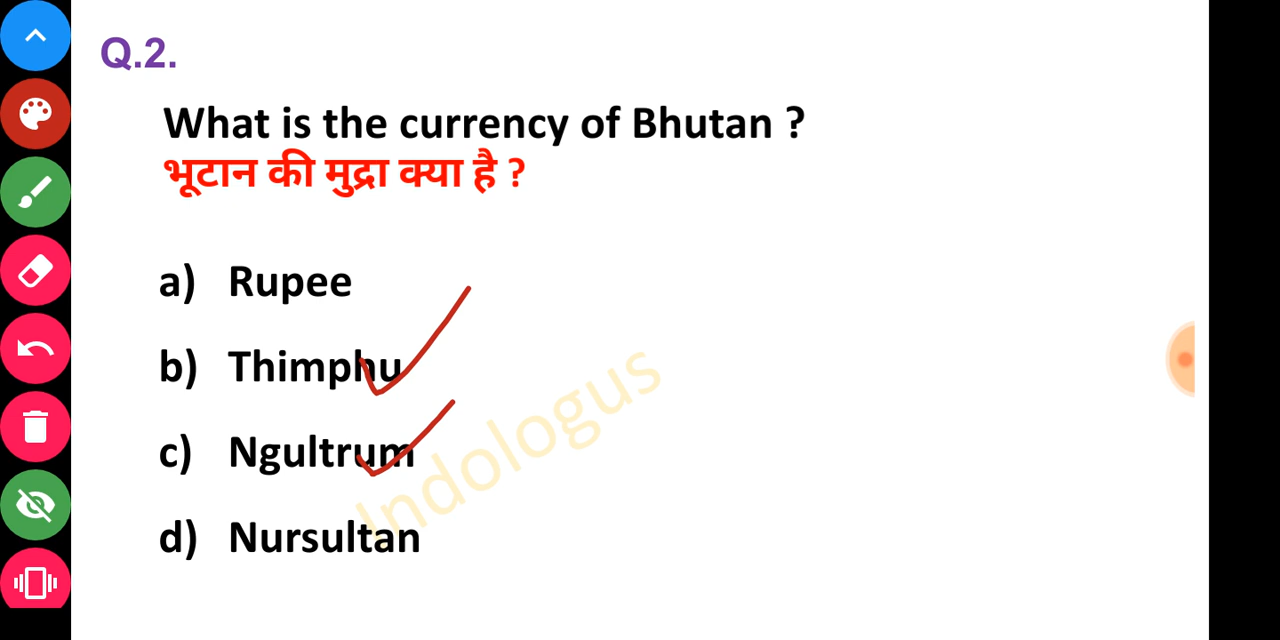 Q.2.
What is the currency of Bhutan ?
भूटान की मुद्रा क्या है ?
a) Rupee
b) Thimphu
c) Ngultrum
d) Nursultan
Indologus